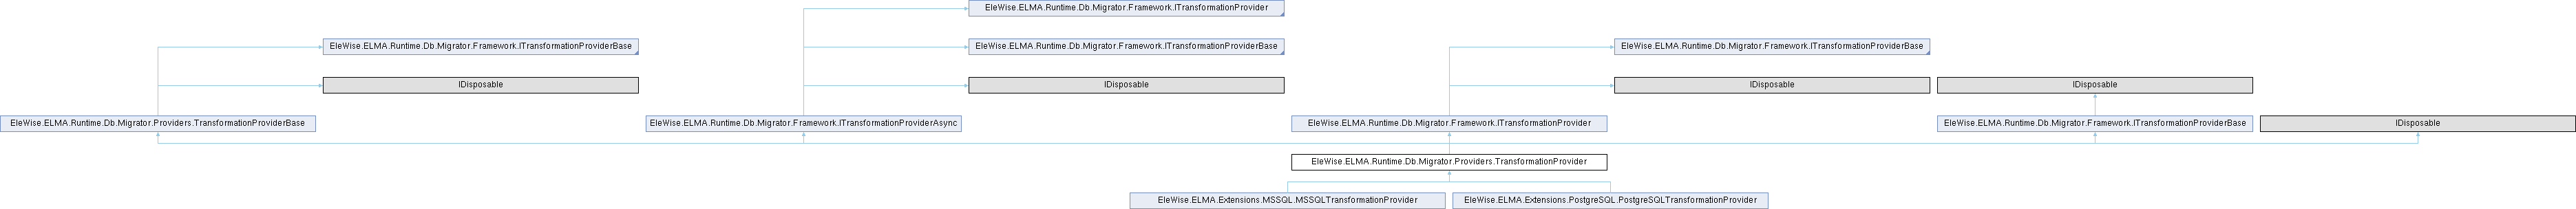 EleWise.ELMA.Runtime.Db.Migrator.Framework.ITransformationProvider
EleWise.ELMA.Runtime.Db.Migrator.Framework.ITransformationProviderBase
EleWise.ELMA.Runtime.Db.Migrator.Framework.ITransformationProviderBase
EleWise.ELMA.Runtime.Db.Migrator.Framework.ITransformationProviderBase
IDisposable
IDisposable
IDisposable
IDisposable
EleWise.ELMA.Runtime.Db.Migrator.Providers.TransformationProviderBase
EleWise.ELMA.Runtime.Db.Migrator.Framework.ITransformationProviderAsync
EleWise.ELMA.Runtime.Db.Migrator.Framework.ITransformationProvider
EleWise.ELMA.Runtime.Db.Migrator.Framework.ITransformationProviderBase
IDisposable
EleWise.ELMA.Runtime.Db.Migrator.Providers.TransformationProvider
EleWise.ELMA.Extensions.MSSQL.MSSQLTransformationProvider
EleWise.ELMA.Extensions.PostgreSQL.PostgreSQLTransformationProvider